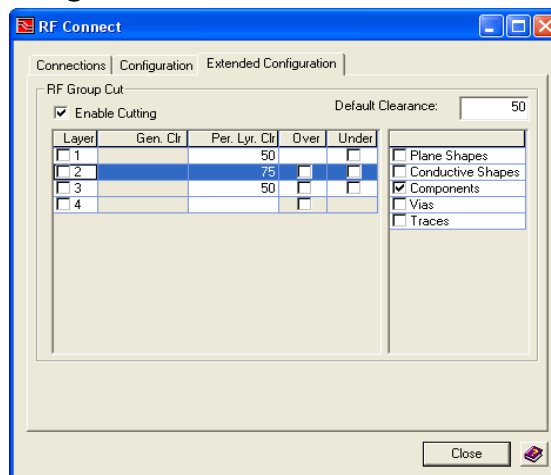 RF Connect
Connections Configuration Extended Configuration
RF Group Cut
Enable Cutting Default Clearance: 50
Layer Gen. Clr Per. Lyr. Clr Over Under
1 50 Plane Shapes
2 75 Conductive Shapes
3 50 Components
4 Vias
Traces
Close